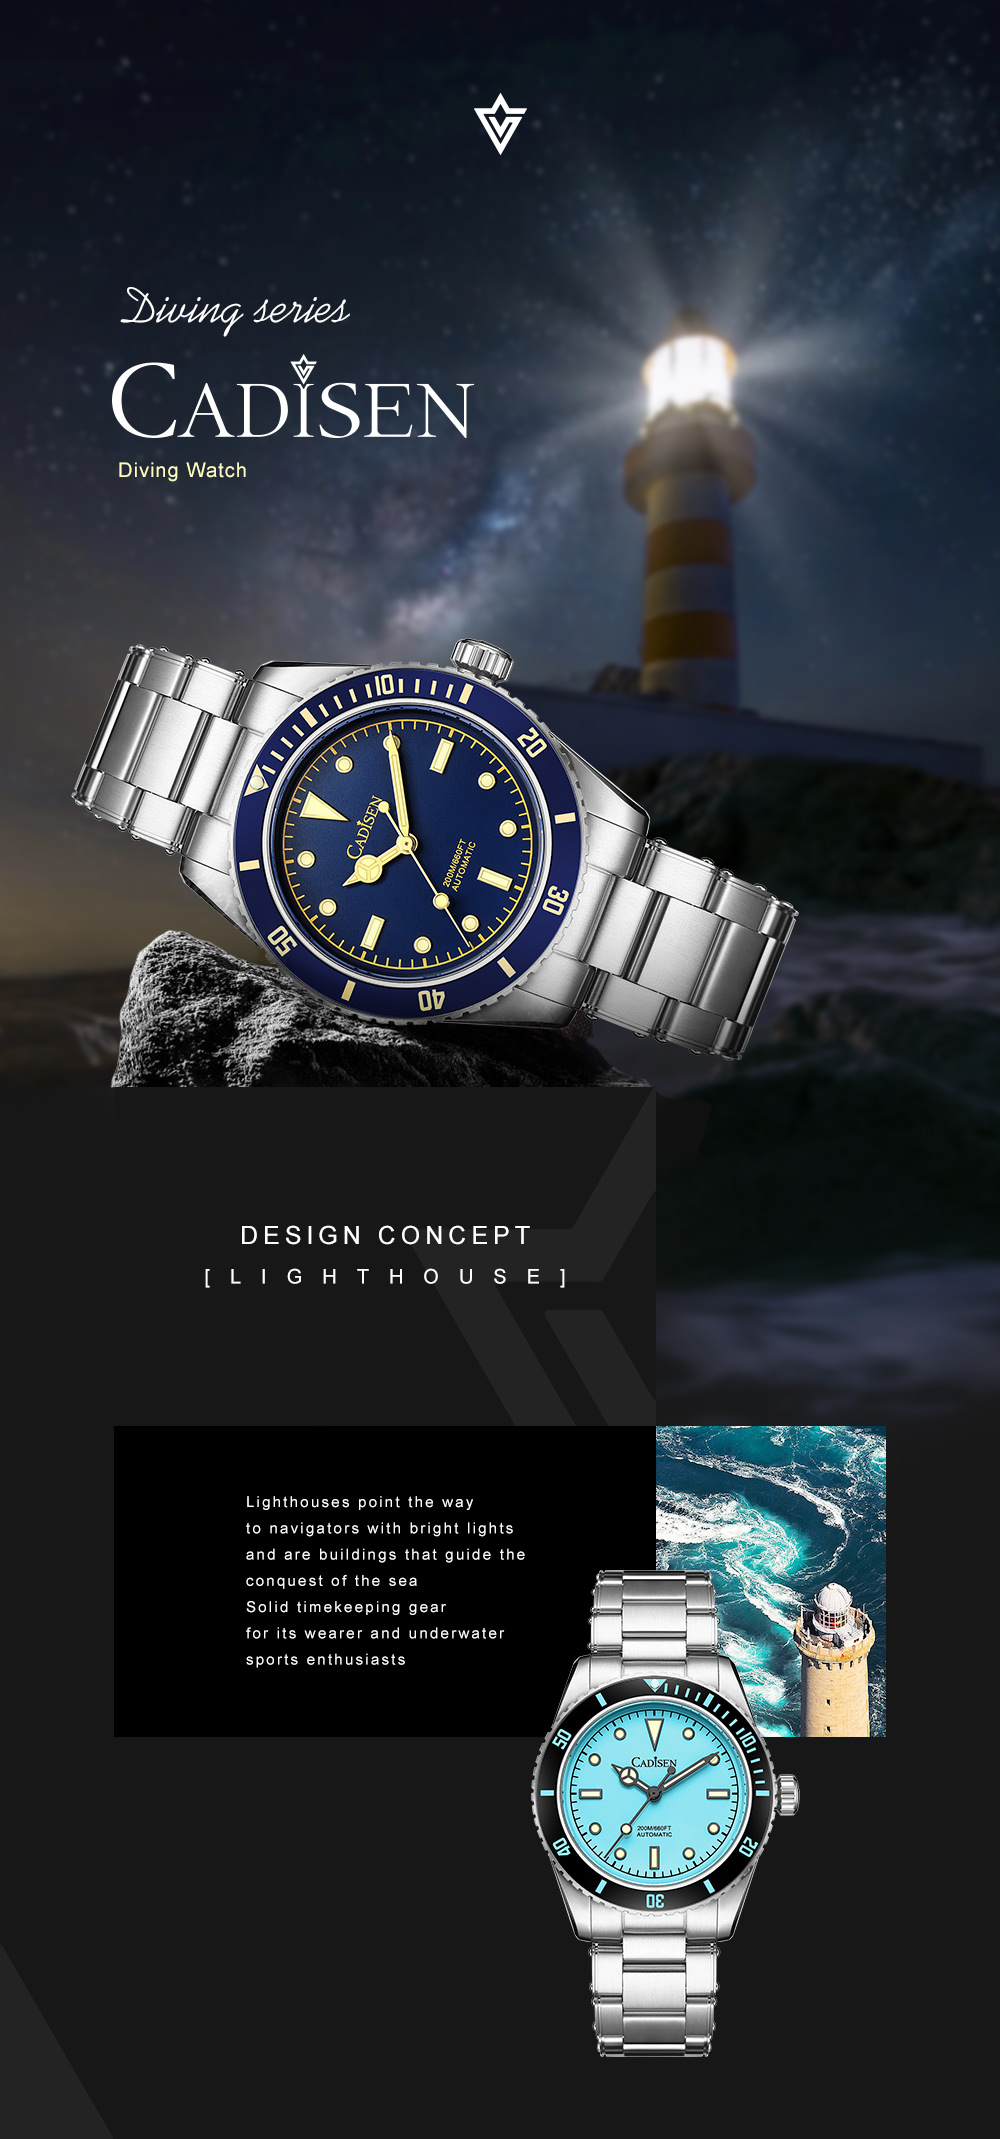 Diving series
CADISEN
Diving Watch
10
20
30
40
50
CADISEN
200M/660FT
AUTOMATIC
DESIGN CONCEPT
[ L I G H T H O U S E ]
Lighthouses point the way
to navigators with bright lights
and are buildings that guide the
conquest of the sea
Solid timekeeping gear
for its wearer and underwater
sports enthusiasts
10
20
30
40
50
CADISEN
200M/660FT
AUTOMATIC